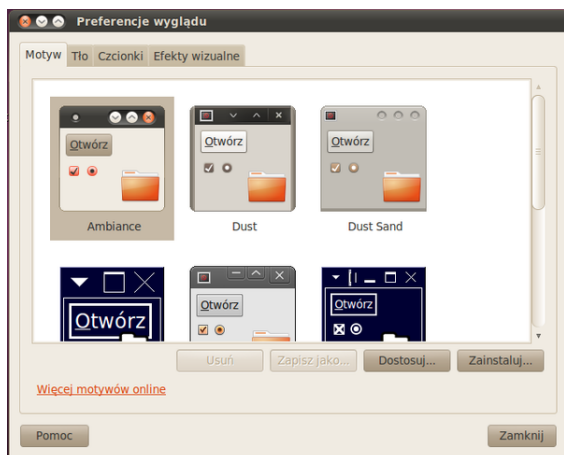 Preferencje wyglądu
Motyw Tło Czcionki Efekty wizualne
Otwórz Otwórz Otwórz
Ambiance Dust Dust Sand
Otwórz Otwórz Otwórz
Usuń Zapisz jako... Dostosuj... Zainstaluj...
Więcej motywów online
Pomoc Zamknij